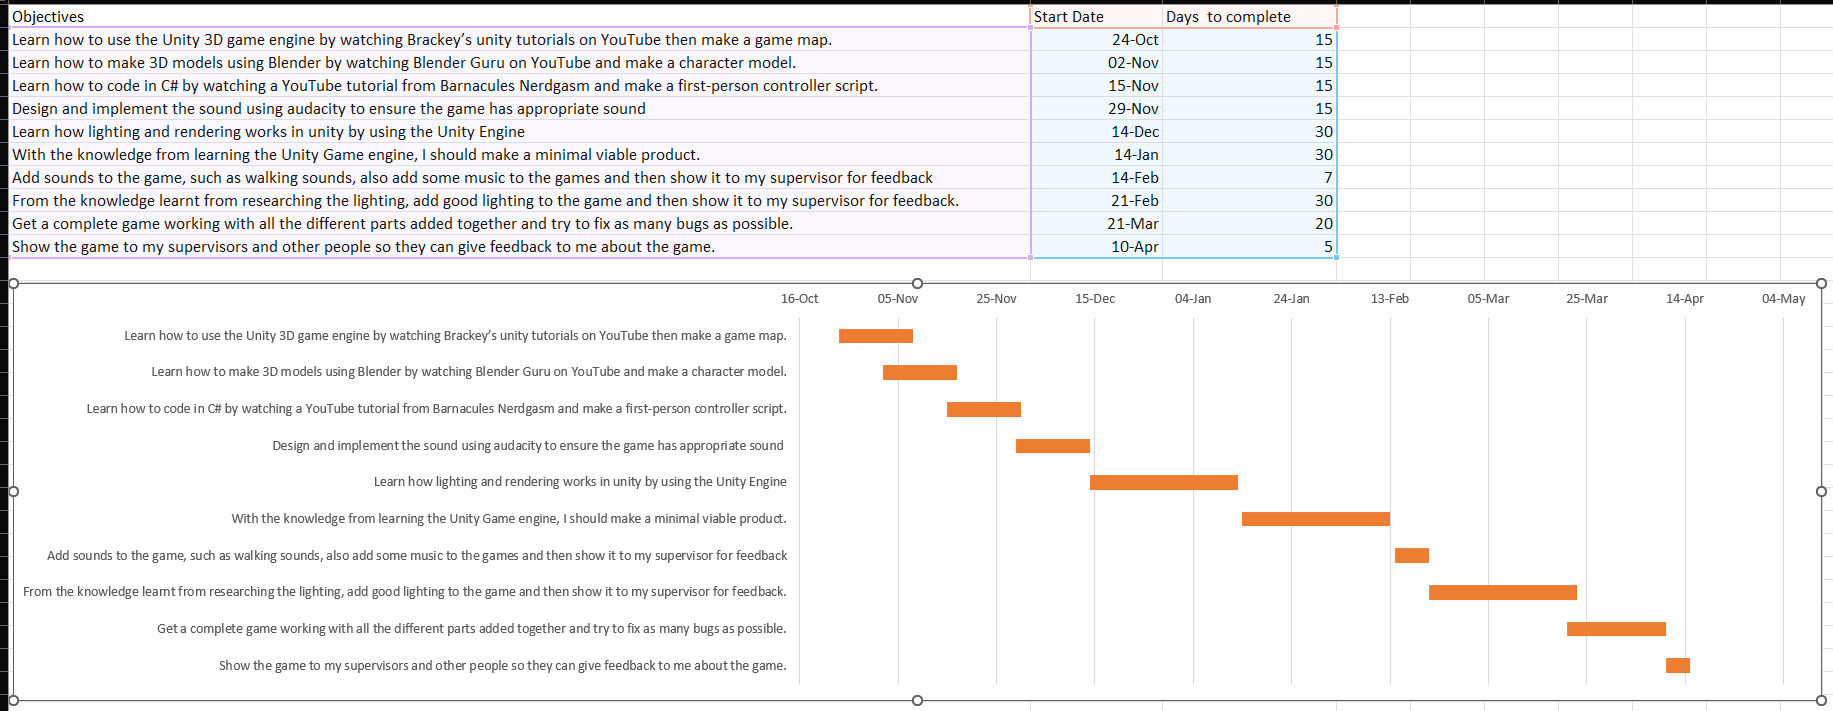 Objectives Start Date Days  to complete
Learn how to use the Unity 3D game engine by watching Brackey’s unity tutorials on YouTube then make a game map. 24-Oct 15
Learn how to make 3D models using Blender by watching Blender Guru on YouTube and make a character model. 02-Nov 15
Learn how to code in C# by watching a YouTube tutorial from Barnacules Nerdgasm and make a first-person controller script. 15-Nov 15
Design and implement the sound using audacity to ensure the game has appropriate sound 29-Nov 15
Learn how lighting and rendering works in unity by using the Unity Engine 14-Dec 30
With the knowledge from learning the Unity Game engine, I should make a minimal viable product. 14-Jan 30
Add sounds to the game, such as walking sounds, also add some music to the games and then show it to my supervisor for feedback 14-Feb 7
From the knowledge learnt from researching the lighting, add good lighting to the game and then show it to my supervisor for feedback. 21-Feb 30
Get a complete game working with all the different parts added together and try to fix as many bugs as possible. 21-Mar 20
Show the game to my supervisors and other people so they can give feedback to me about the game. 10-Apr 5
16-Oct 05-Nov 25-Nov 15-Dec 04-Jan 24-Jan 13-Feb 05-Mar 25-Mar 14-Apr 04-May
Learn how to use the Unity 3D game engine by watching Brackey’s unity tutorials on YouTube then make a game map.
Learn how to make 3D models using Blender by watching Blender Guru on YouTube and make a character model.
Learn how to code in C# by watching a YouTube tutorial from Barnacules Nerdgasm and make a first-person controller script.
Design and implement the sound using audacity to ensure the game has appropriate sound
Learn how lighting and rendering works in unity by using the Unity Engine
With the knowledge from learning the Unity Game engine, I should make a minimal viable product.
Add sounds to the game, such as walking sounds, also add some music to the games and then show it to my supervisor for feedback
From the knowledge learnt from researching the lighting, add good lighting to the game and then show it to my supervisor for feedback.
Get a complete game working with all the different parts added together and try to fix as many bugs as possible.
Show the game to my supervisors and other people so they can give feedback to me about the game.